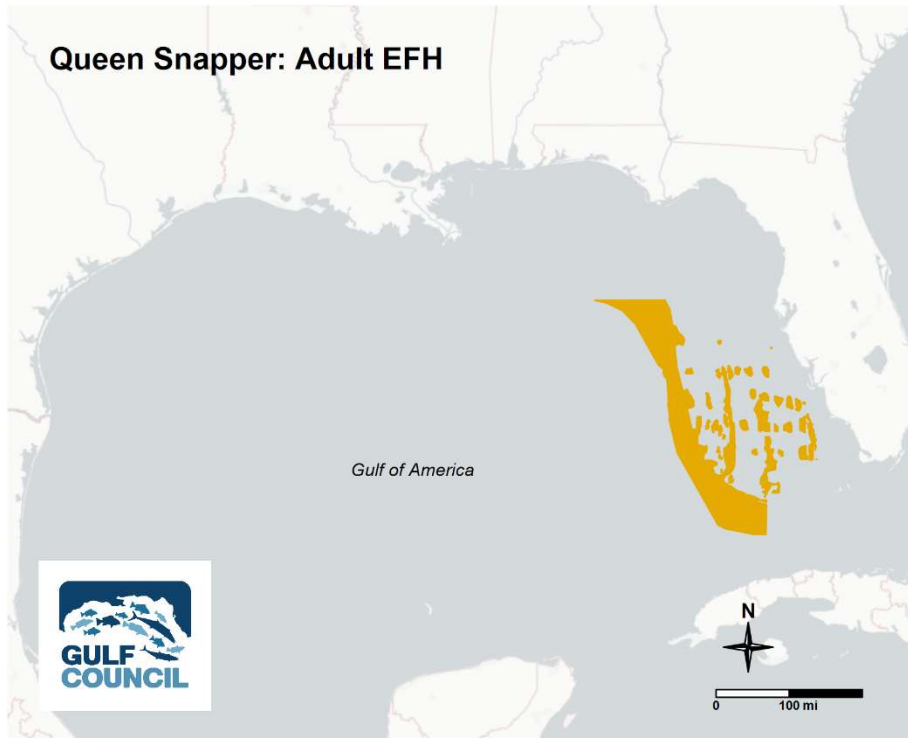 Queen Snapper: Adult EFH
Gulf of America
GULF
COUNCIL
N
0 100 mi